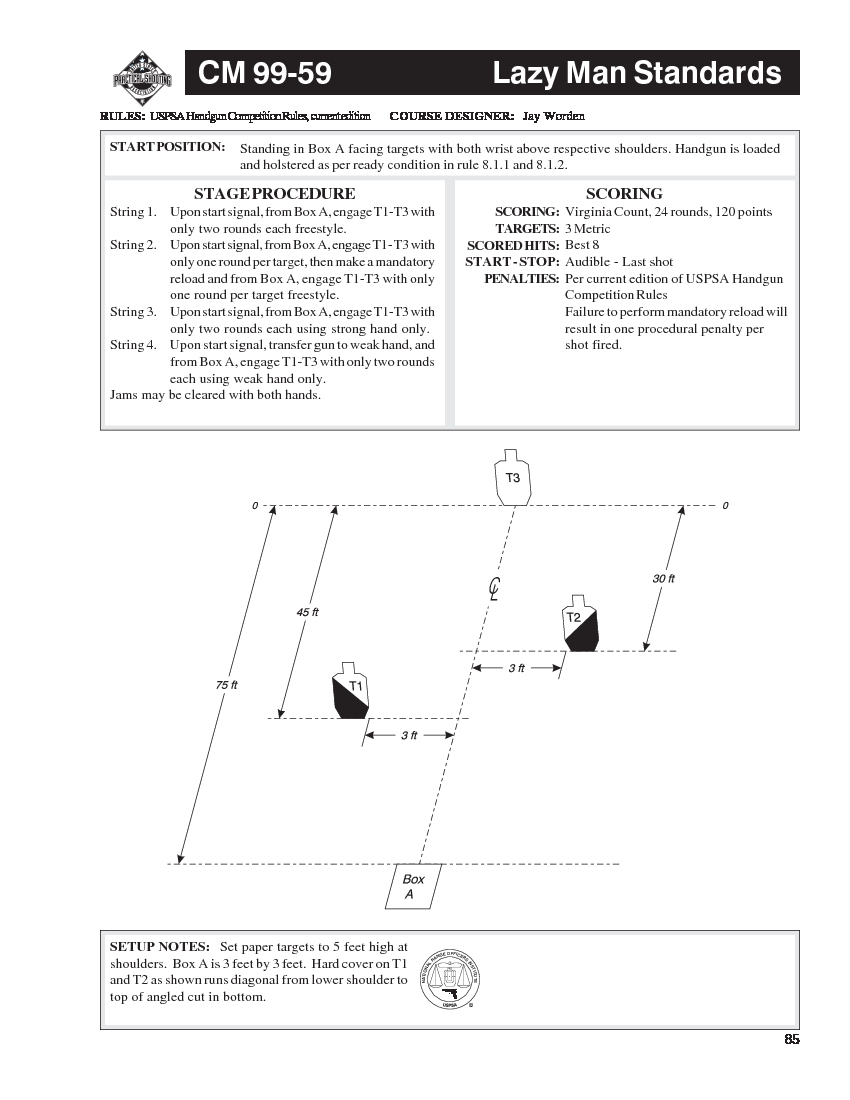 PRACTICAL SHOOTING
CM 99-59 Lazy Man Standards
RULES: USPSA Handgun Competition Rules, current edition COURSE DESIGNER: Jay Worden
START POSITION: Standing in Box A facing targets with both wrist above respective shoulders. Handgun is loaded
and holstered as per ready condition in rule 8.1.1 and 8.1.2.
STAGE PROCEDURE
String 1. Upon start signal, from Box A, engage T1-T3 with
only two rounds each freestyle.
String 2. Upon start signal, from Box A, engage T1-T3 with
only one round per target, then make a mandatory
reload and from Box A, engage T1-T3 with only
one round per target freestyle.
String 3. Upon start signal, from Box A, engage T1-T3 with
only two rounds each using strong hand only.
String 4. Upon start signal, transfer gun to weak hand, and
from Box A, engage T1-T3 with only two rounds
each using weak hand only.
Jams may be cleared with both hands.
SCORING
SCORING: Virginia Count, 24 rounds, 120 points
TARGETS: 3 Metric
SCORED HITS: Best 8
START - STOP: Audible - Last shot
PENALTIES: Per current edition of USPSA Handgun
Competition Rules
Failure to perform mandatory reload will
result in one procedural penalty per
shot fired.
T3
0 0
30 ft
45 ft
T2
3 ft
75 ft
T1
3 ft
Box
A
SETUP NOTES: Set paper targets to 5 feet high at
shoulders. Box A is 3 feet by 3 feet. Hard cover on T1
and T2 as shown runs diagonal from lower shoulder to
top of angled cut in bottom.
USPSA
85